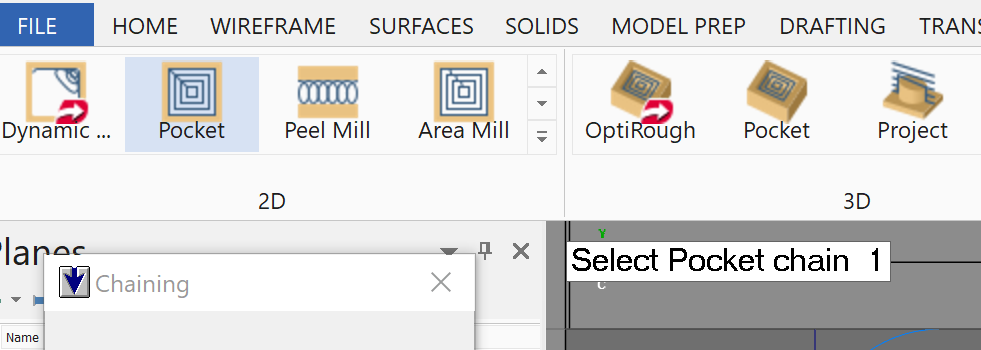 FILE HOME WIREFRAME SURFACES SOLIDS MODEL PREP DRAFTING TRANS
Dynamic ... Pocket Peel Mill Area Mill OptiRough Pocket Project
2D 3D
Planes
Y
Select Pocket chain 1
Chaining
C
Name